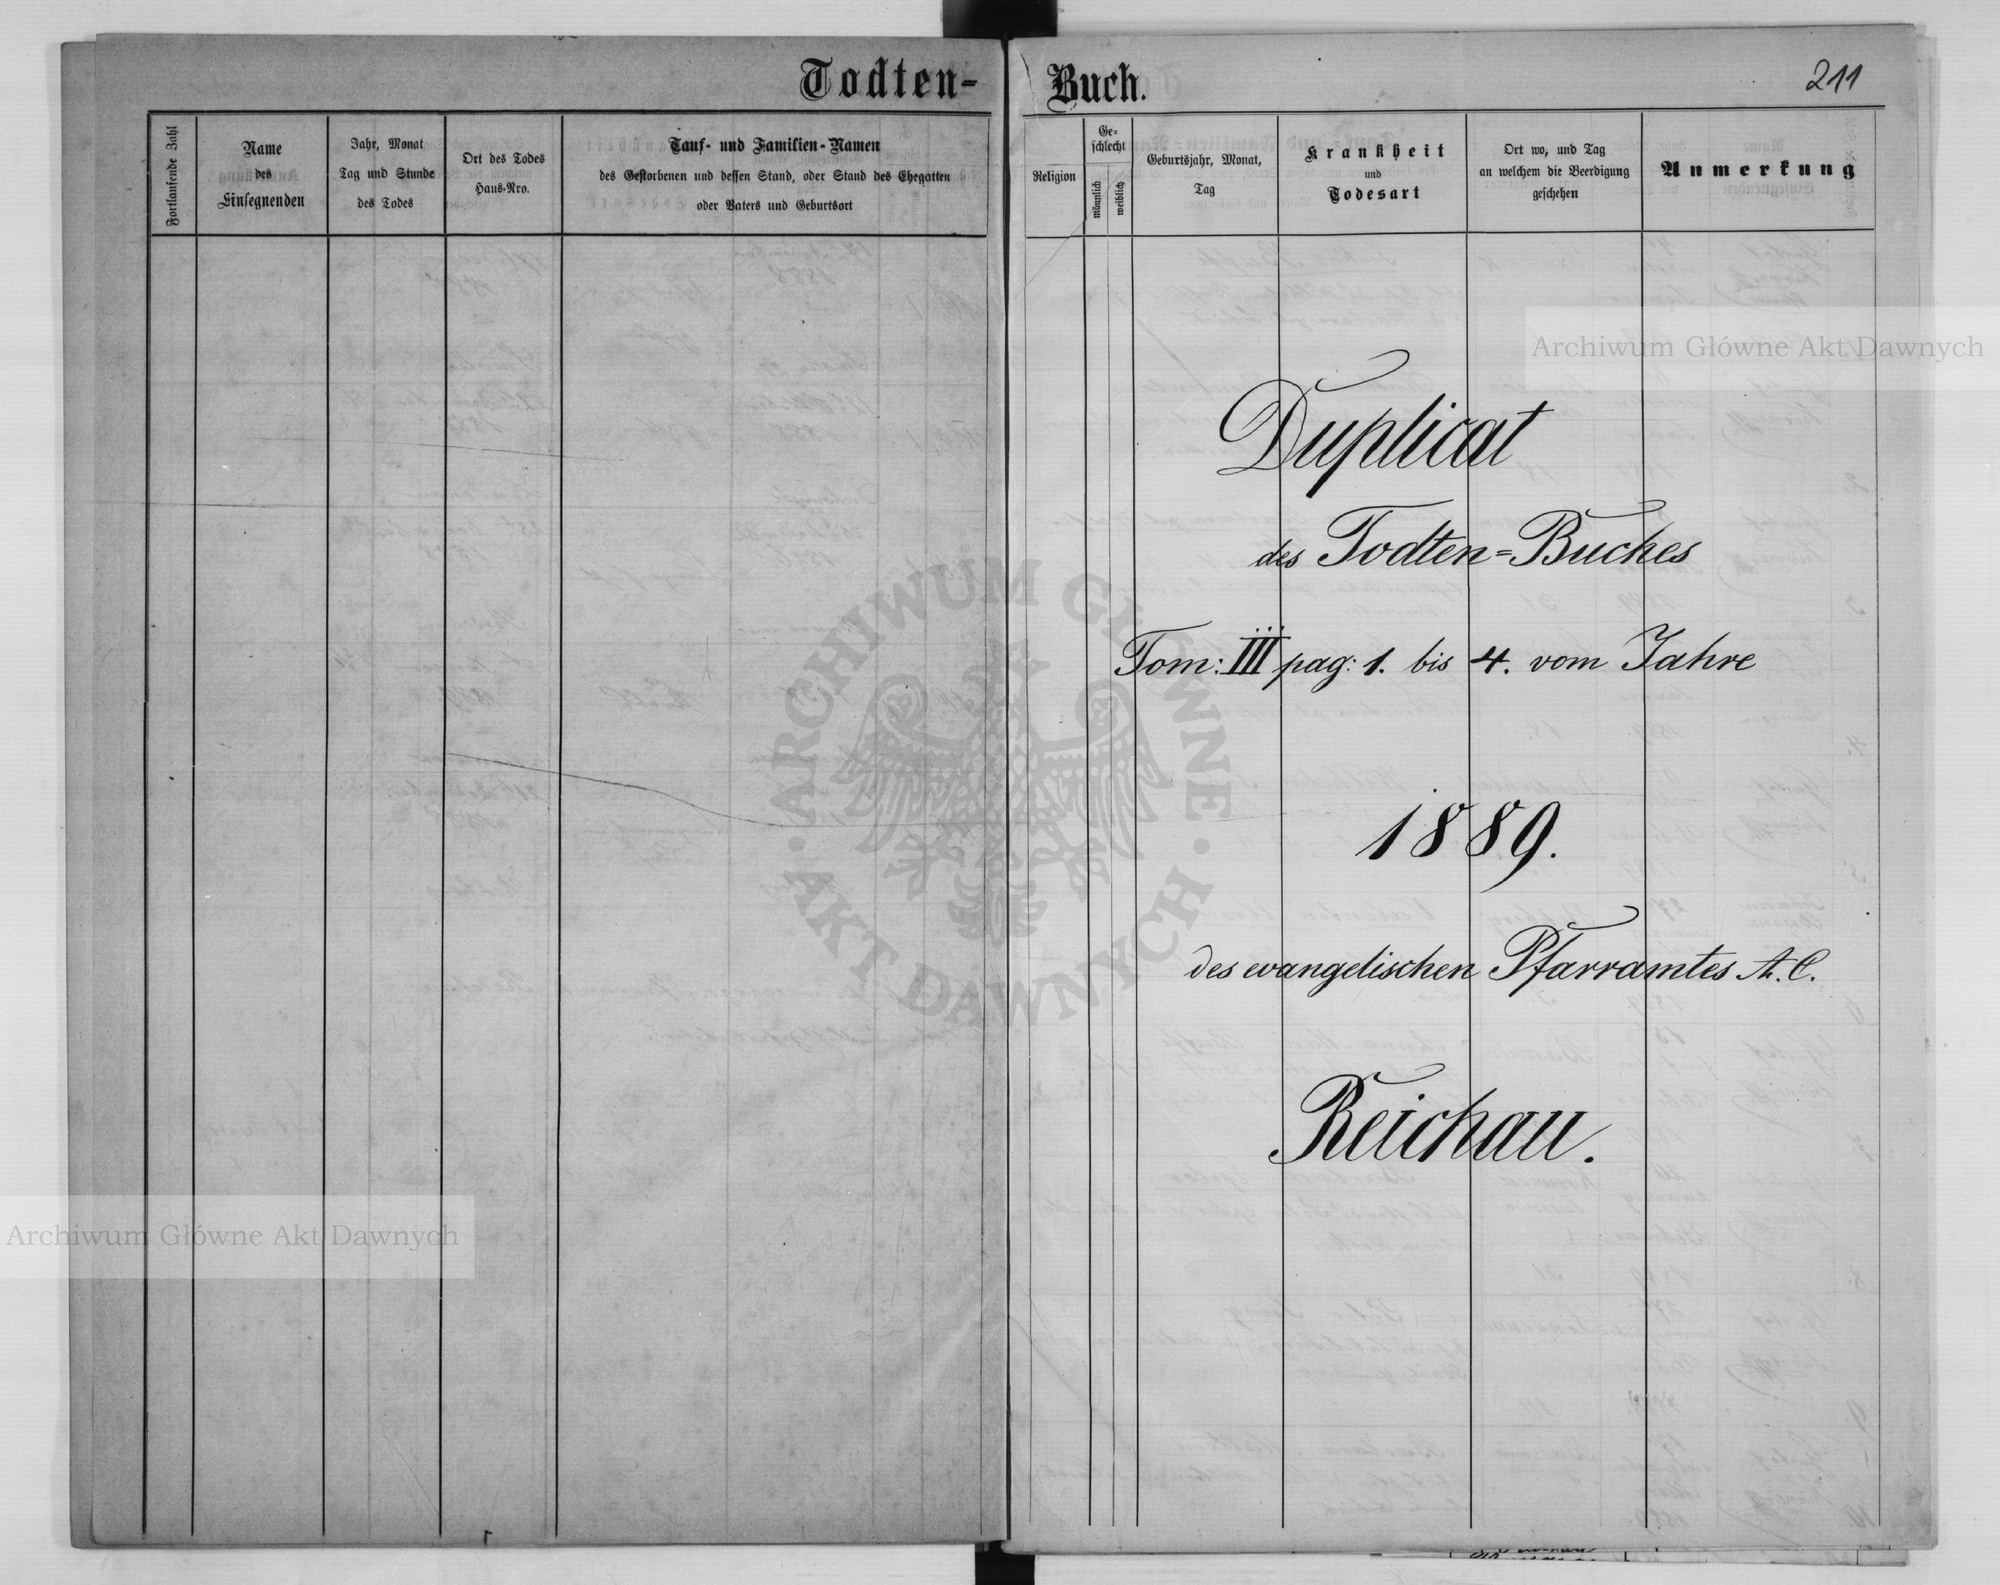 Todten-
Fortlaufende Zahl
Name
des
Einsegnenden
Jahr, Monat
Tag und Stunde
des Todes
Ort des Todes
Haus-Nro.
Tauf- und Familien-Namen
des Gestorbenen und dessen Stand, oder Stand des Ehegatten
oder Vaters und Geburtsort
Buch.
211
Religion
Ge-
schlecht
männlich
weiblich
Geburtsjahr, Monat,
Tag
Krankheit
und
Todesart
Ort wo, und Tag
an welchem die Beerdigung
geschehen
Anmerkung
Archiwum Główne Akt Dawnych
Duplicat
des Todten=Buches
Tom: III pag: 1. bis 4. vom Jahre
1889.
des evangelischen Pfarramtes A. C.
Reichau.
ARCHIWUM GŁÓWNE
AKT DAWNYCH
Archiwum Główne Akt Dawnych